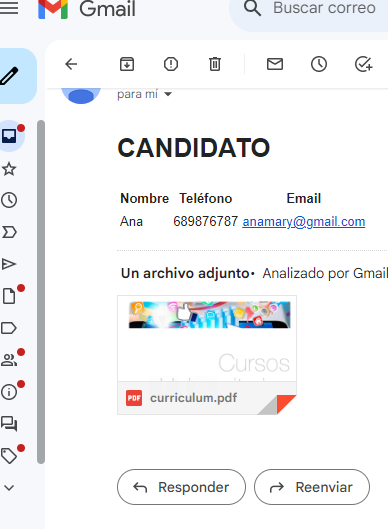 Gmail
Buscar correo
para mí
CANDIDATO
Nombre Teléfono Email
Ana 689876787 anamary@gmail.com
Un archivo adjunto • Analizado por Gmail
Cursos
PDF curriculum.pdf
Responder
Reenviar